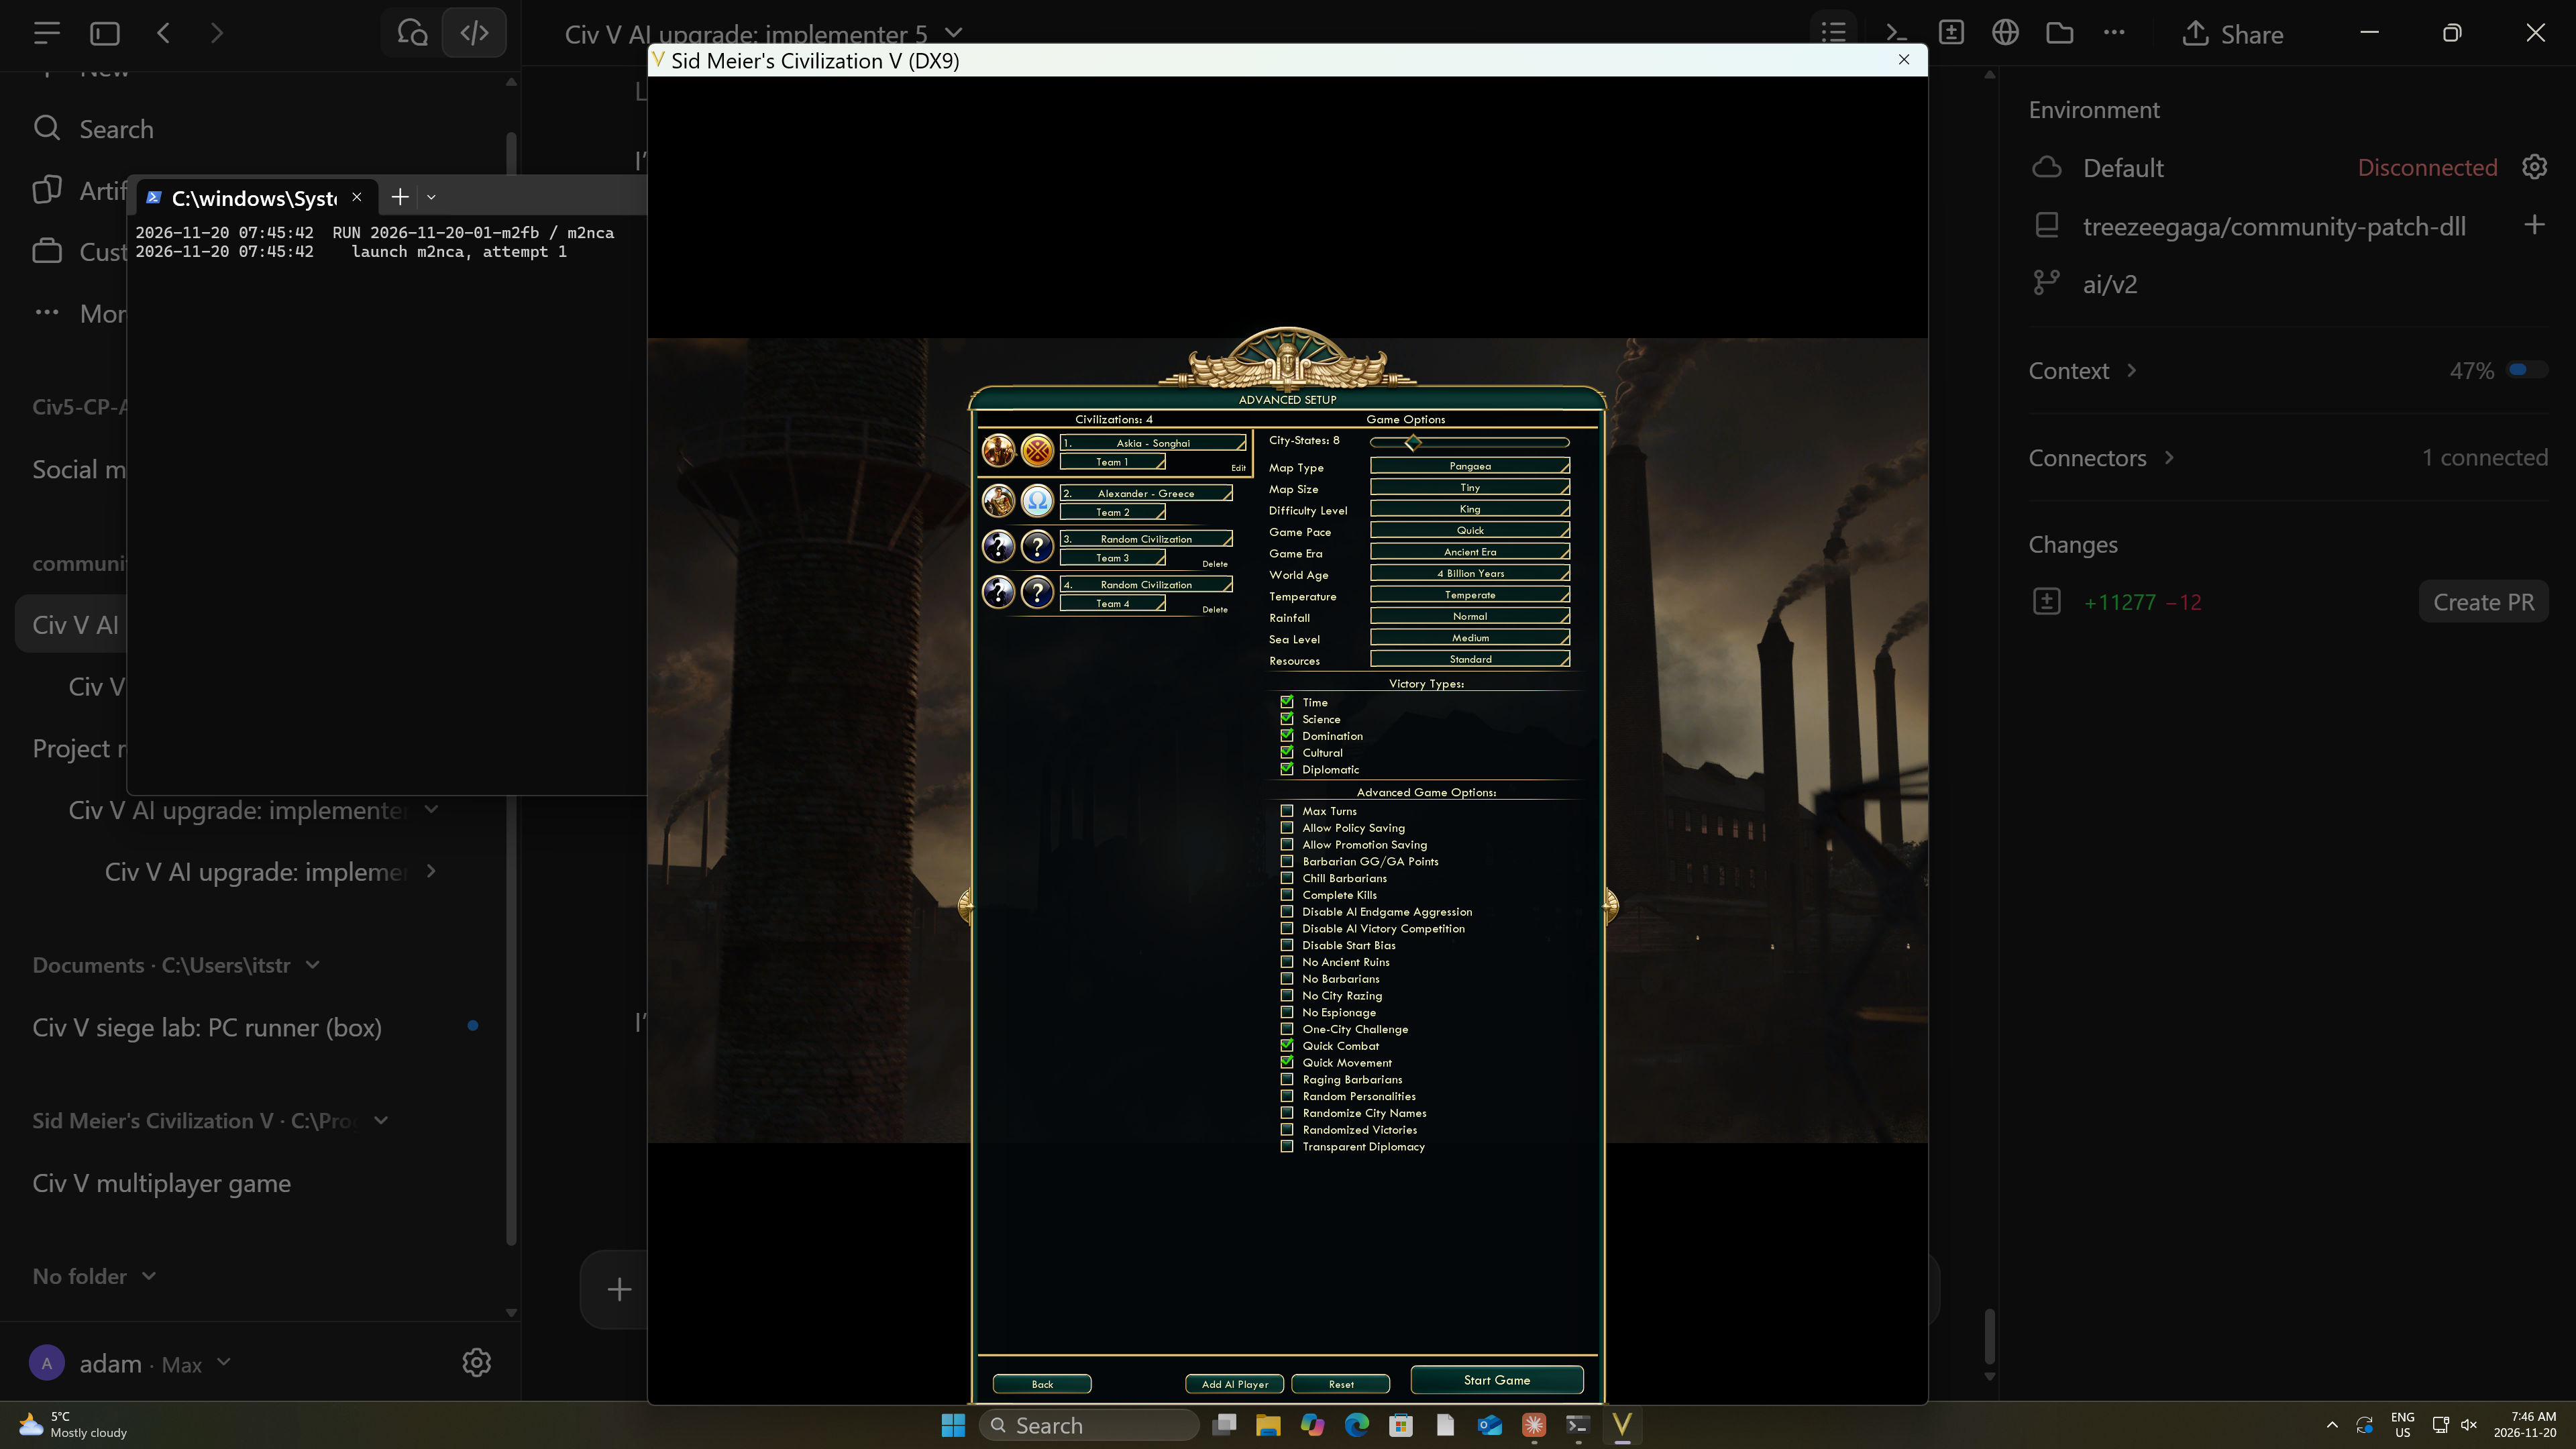 Civ V AI upgrade: implementer 5
Share
New
Search
Artif
Cust
Mor
Civ5-CP-A
Social m
communi
Civ V AI
Civ V
Project r
Civ V AI upgrade: implemente
Civ V AI upgrade: impleme
Documents · C:\Users\itstr
Civ V siege lab: PC runner (box)
Sid Meier's Civilization V · C:\Pro
Civ V multiplayer game
No folder
A
adam · Max
C:\windows\Syst
2026-11-20 07:45:42 RUN 2026-11-20-01-m2fb / m2nca
2026-11-20 07:45:42 launch m2nca, attempt 1
Sid Meier's Civilization V (DX9)
ADVANCED SETUP
Civilizations: 4
1. Askia - Songhai
Team 1
Edit
2. Alexander - Greece
Team 2
3. Random Civilization
Team 3
Delete
4. Random Civilization
Team 4
Delete
Game Options
City-States: 8
Map Type Pangaea
Map Size Tiny
Difficulty Level King
Game Pace Quick
Game Era Ancient Era
World Age 4 Billion Years
Temperature Temperate
Rainfall Normal
Sea Level Medium
Resources Standard
Victory Types:
Time
Science
Domination
Cultural
Diplomatic
Advanced Game Options:
Max Turns
Allow Policy Saving
Allow Promotion Saving
Barbarian GG/GA Points
Chill Barbarians
Complete Kills
Disable AI Endgame Aggression
Disable AI Victory Competition
Disable Start Bias
No Ancient Ruins
No Barbarians
No City Razing
No Espionage
One-City Challenge
Quick Combat
Quick Movement
Raging Barbarians
Random Personalities
Randomize City Names
Randomized Victories
Transparent Diplomacy
Back
Add AI Player
Reset
Start Game
Environment
Default Disconnected
treezeegaga/community-patch-dll
ai/v2
Context 47%
Connectors 1 connected
Changes
+11277 −12
Create PR
5°C
Mostly cloudy
Search
ENG
US
7:46 AM
2026-11-20